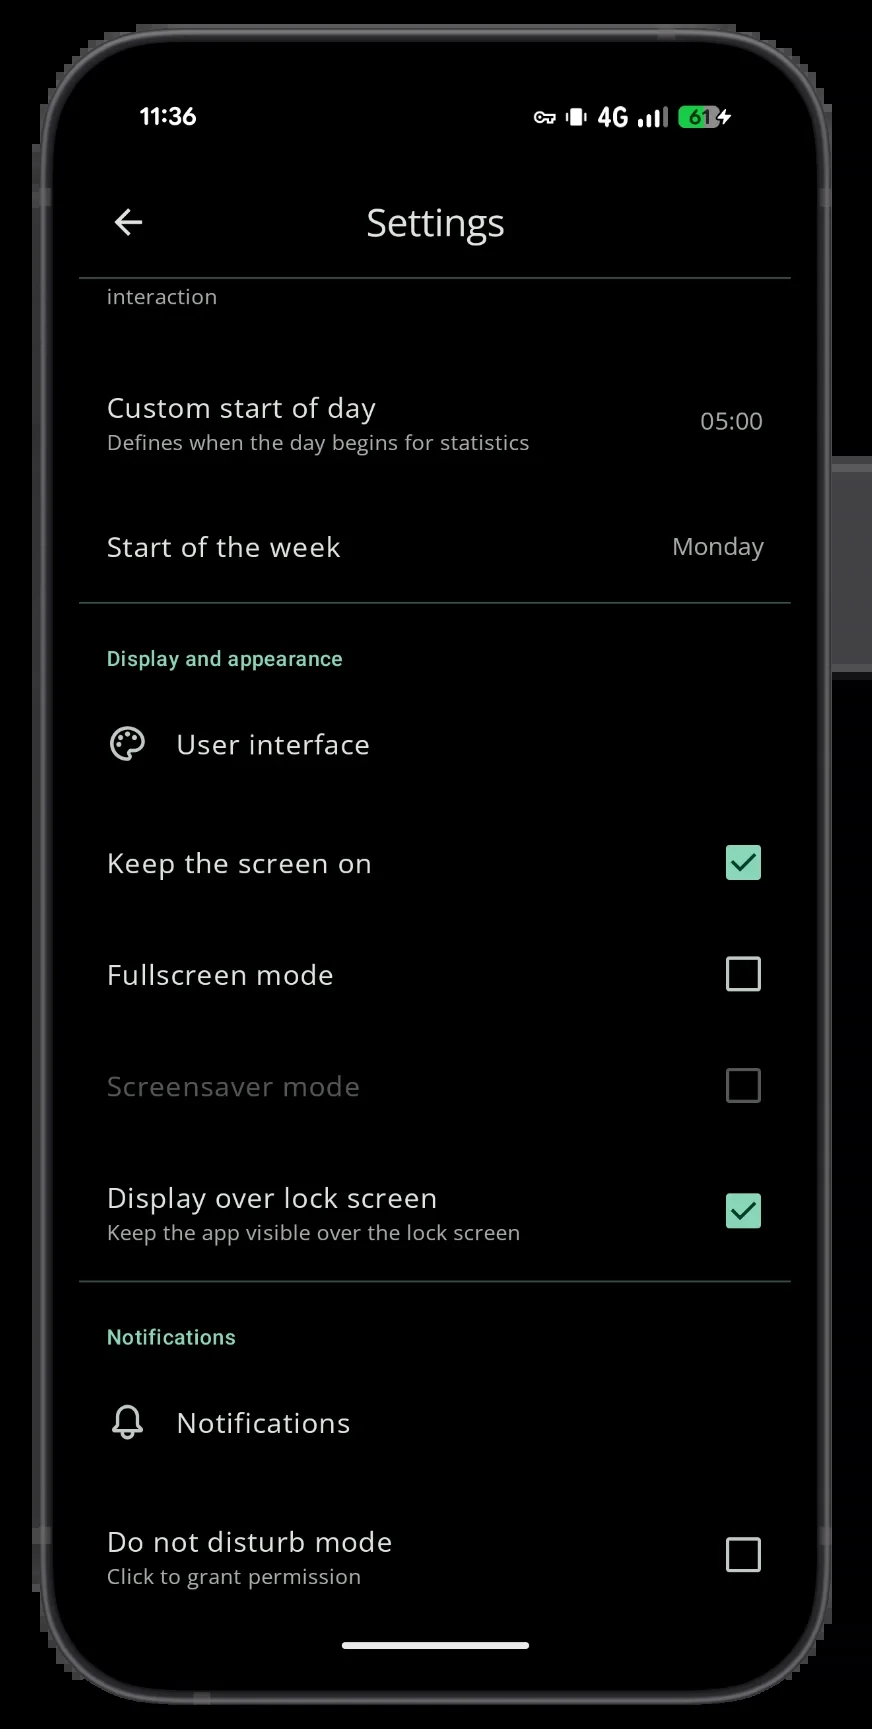 11:36
4G
61
Settings
interaction
Custom start of day
Defines when the day begins for statistics
05:00
Start of the week
Monday
Display and appearance
User interface
Keep the screen on
Fullscreen mode
Screensaver mode
Display over lock screen
Keep the app visible over the lock screen
Notifications
Notifications
Do not disturb mode
Click to grant permission